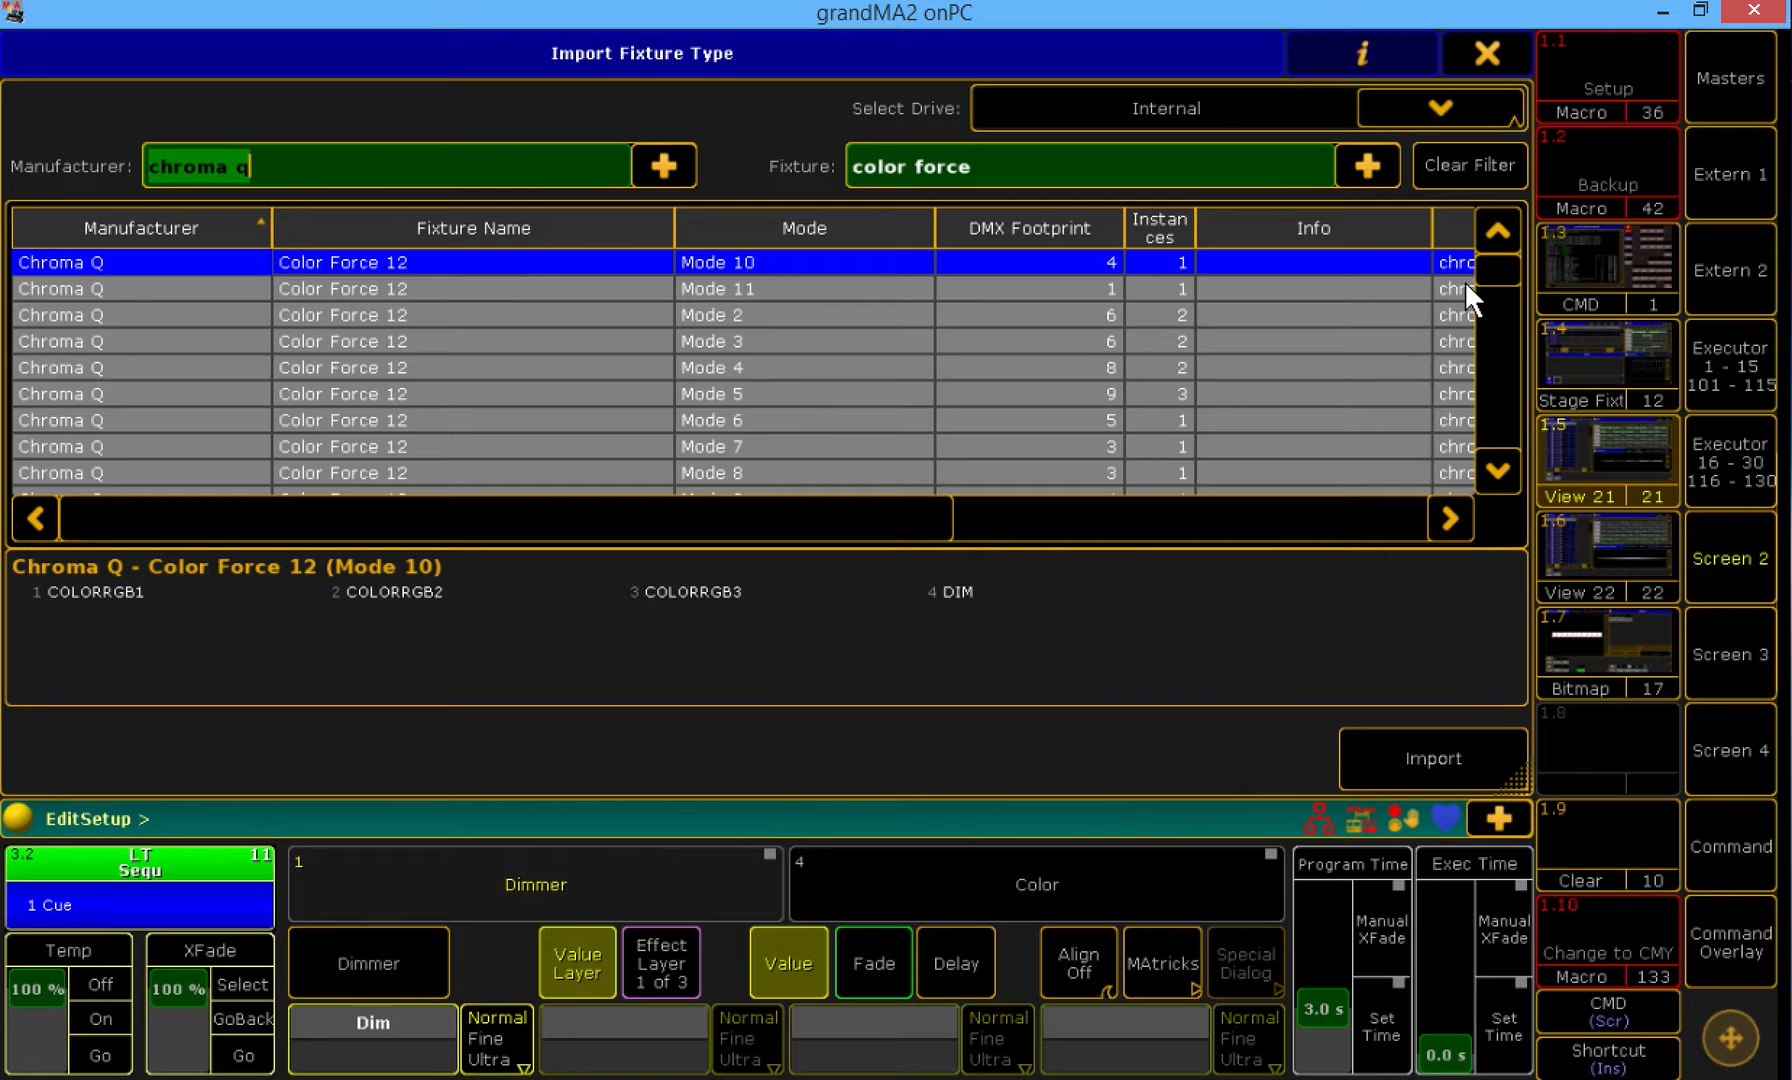 grandMA2 onPC
Import Fixture Type
Select Drive: Internal
Manufacturer: chroma q Fixture: color force Clear Filter
Manufacturer Fixture Name Mode DMX Footprint Instan ces Info
Chroma Q Color Force 12 Mode 10 4 1 chro
Chroma Q Color Force 12 Mode 11 1 1 chro
Chroma Q Color Force 12 Mode 2 6 2 chro
Chroma Q Color Force 12 Mode 3 6 2 chro
Chroma Q Color Force 12 Mode 4 8 2 chro
Chroma Q Color Force 12 Mode 5 9 3 chro
Chroma Q Color Force 12 Mode 6 5 1 chro
Chroma Q Color Force 12 Mode 7 3 1 chro
Chroma Q Color Force 12 Mode 8 3 1 chro
Chroma Q - Color Force 12 (Mode 10)
1 COLORRGB1 2 COLORRGB2 3 COLORRGB3 4 DIM
Import
EditSetup >
3.2 LT 11
Sequ
1 Cue
1
Dimmer
4
Color
Program Time
Exec Time
Temp
100 %
Off
On
Go
XFade
100 %
Select
GoBack
Go
Dimmer
Value
Layer
Effect
Layer
1 of 3
Value
Fade
Delay
Align
Off
MAtricks
Special
Dialog
Dim
Normal
Fine
Ultra
Normal
Fine
Ultra
Normal
Fine
Ultra
Normal
Fine
Ultra
Manual
XFade
3.0 s
Set
Time
Manual
XFade
0.0 s
Set
Time
1.1
Setup
Macro 36
1.2
Backup
Macro 42
1.3
CMD 1
1.4
Stage Fixt 12
1.5
View 21 21
1.6
View 22 22
1.7
Bitmap 17
1.8
1.9
Clear 10
1.10
Change to CMY
Macro 133
CMD
(Scr)
Shortcut
(Ins)
Masters
Extern 1
Extern 2
Executor
1 - 15
101 - 115
Executor
16 - 30
116 - 130
Screen 2
Screen 3
Screen 4
Command
Command
Overlay